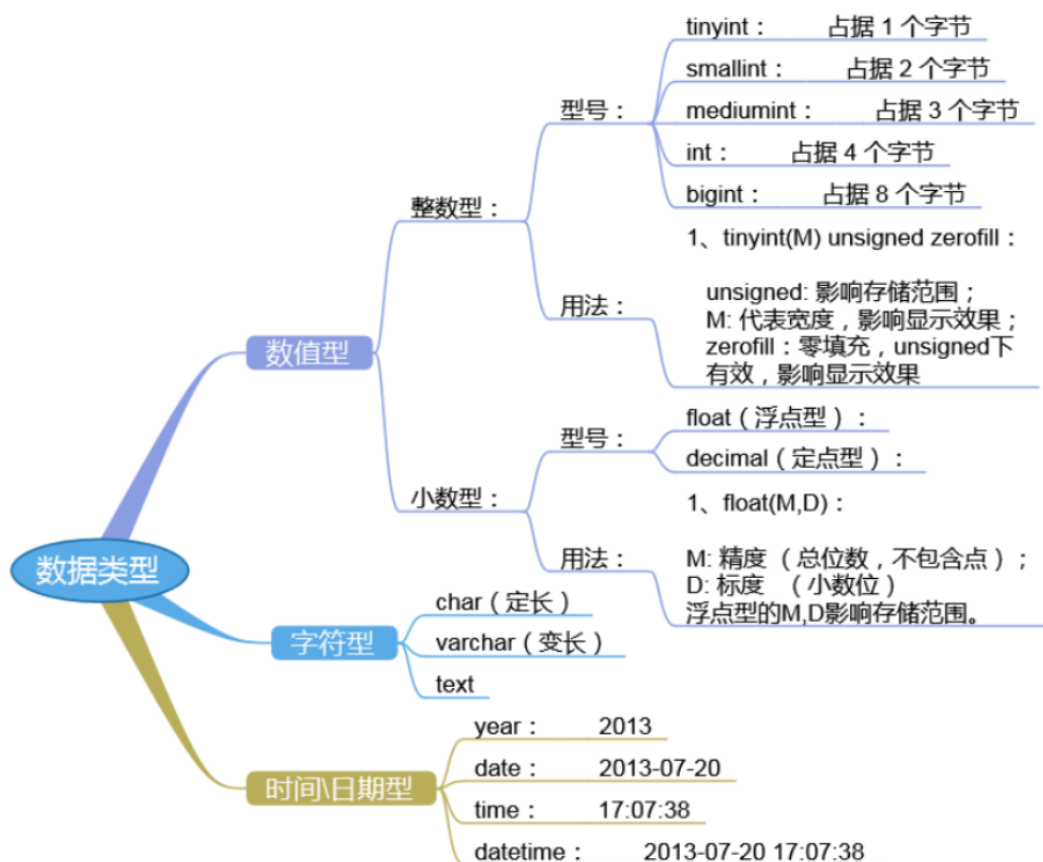 数据类型
数值型
整数型：
型号：
tinyint： 占据 1 个字节
smallint： 占据 2 个字节
mediumint： 占据 3 个字节
int： 占据 4 个字节
bigint： 占据 8 个字节
用法：
1、tinyint(M) unsigned zerofill：
unsigned: 影响存储范围；
M: 代表宽度，影响显示效果；
zerofill：零填充，unsigned下
有效，影响显示效果
小数型：
型号：
float（浮点型）：
decimal（定点型）：
用法：
1、float(M,D)：
M: 精度 （总位数，不包含点）；
D: 标度 （小数位）
浮点型的M,D影响存储范围。
字符型
char（定长）
varchar（变长）
text
时间\日期型
year： 2013
date： 2013-07-20
time： 17:07:38
datetime： 2013-07-20 17:07:38